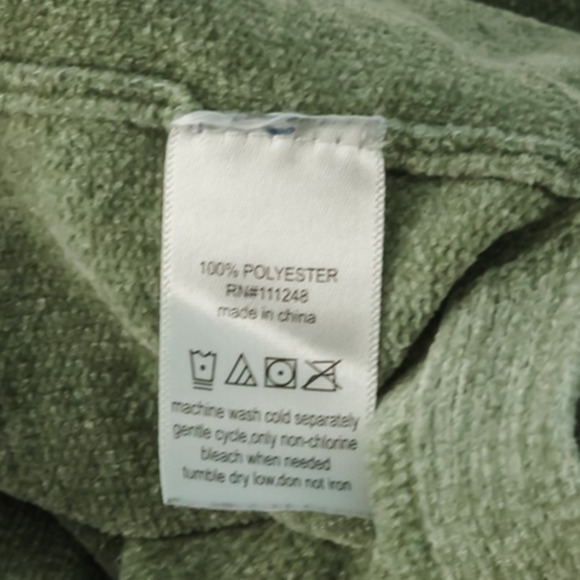 100% POLYESTER
RN#111248
made in china
machine wash cold separately
gentle cycle,only non-chlorine
bleach when needed
tumble dry low,don not iron